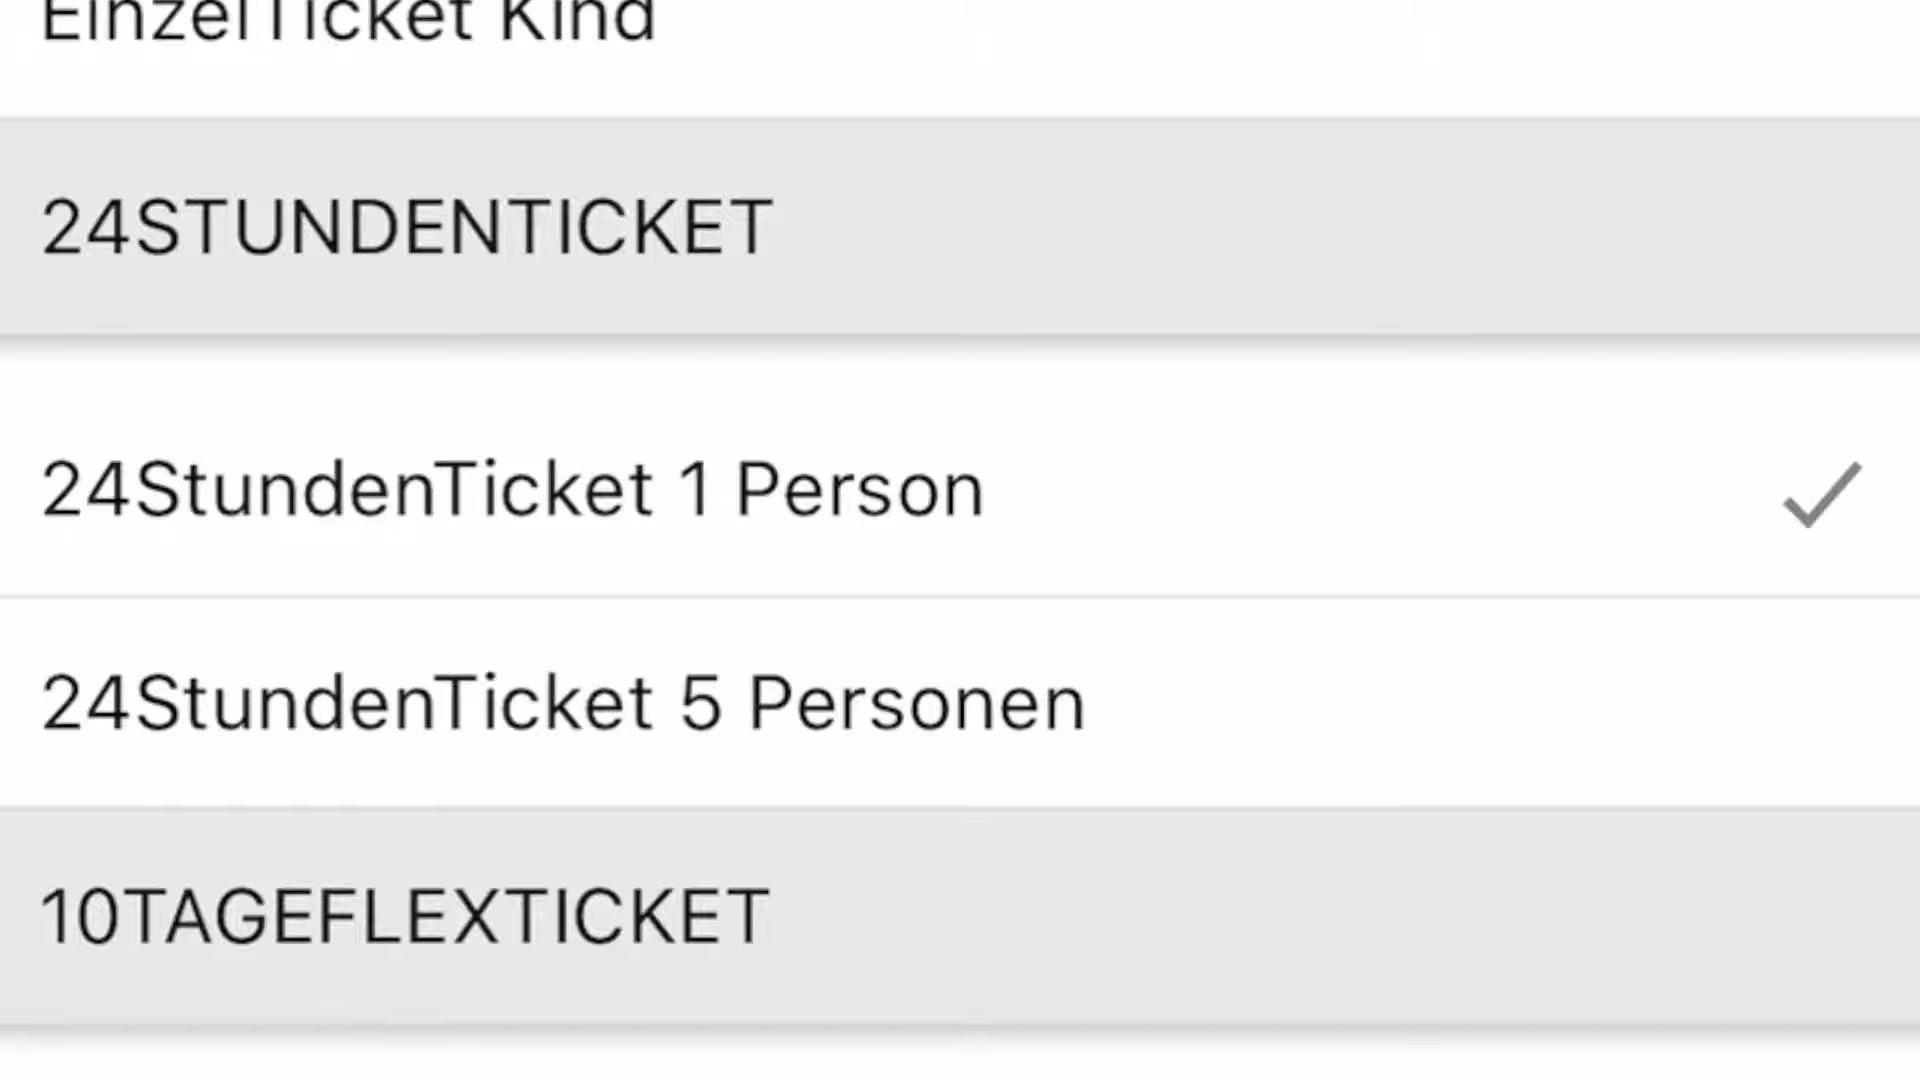 EinzelTicket Kind
24STUNDENTICKET
24StundenTicket 1 Person
24StundenTicket 5 Personen
10TAGEFLEXTICKET